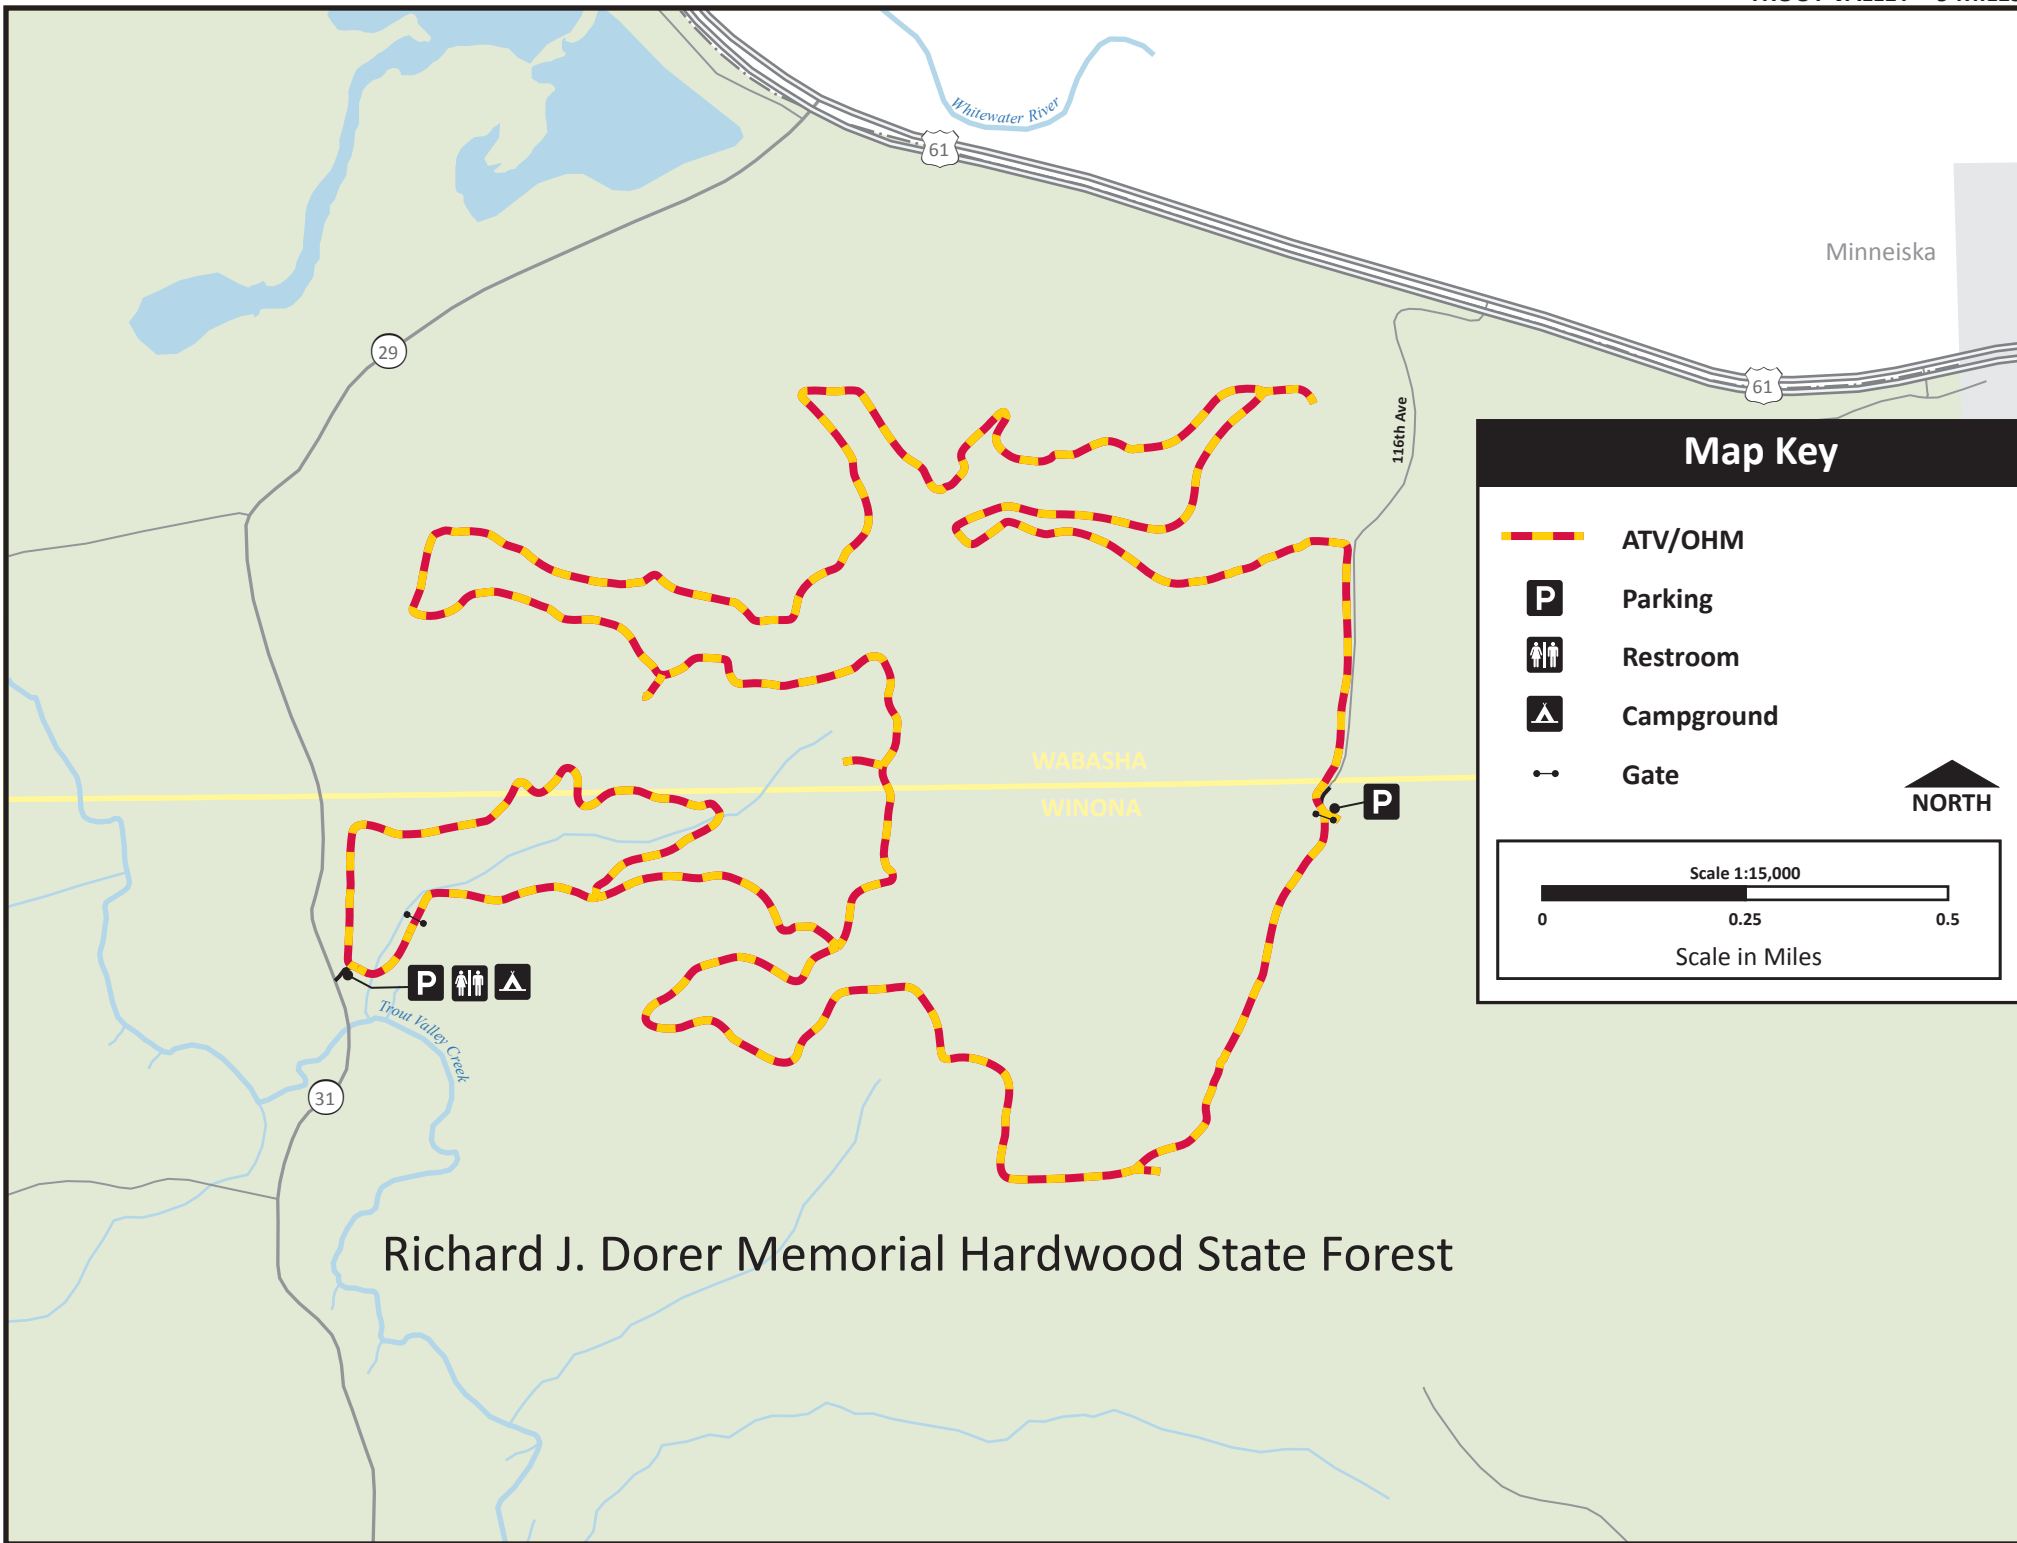 Whitewater River
61
Minneiska
29
61
116th Ave
Map Key
ATV/OHM
P
Parking
Restroom
Campground
Gate
NORTH
WABASHA
WINONA
P
Scale 1:15,000
0 0.25 0.5
Scale in Miles
P
Trout Valley Creek
31
Richard J. Dorer Memorial Hardwood State Forest